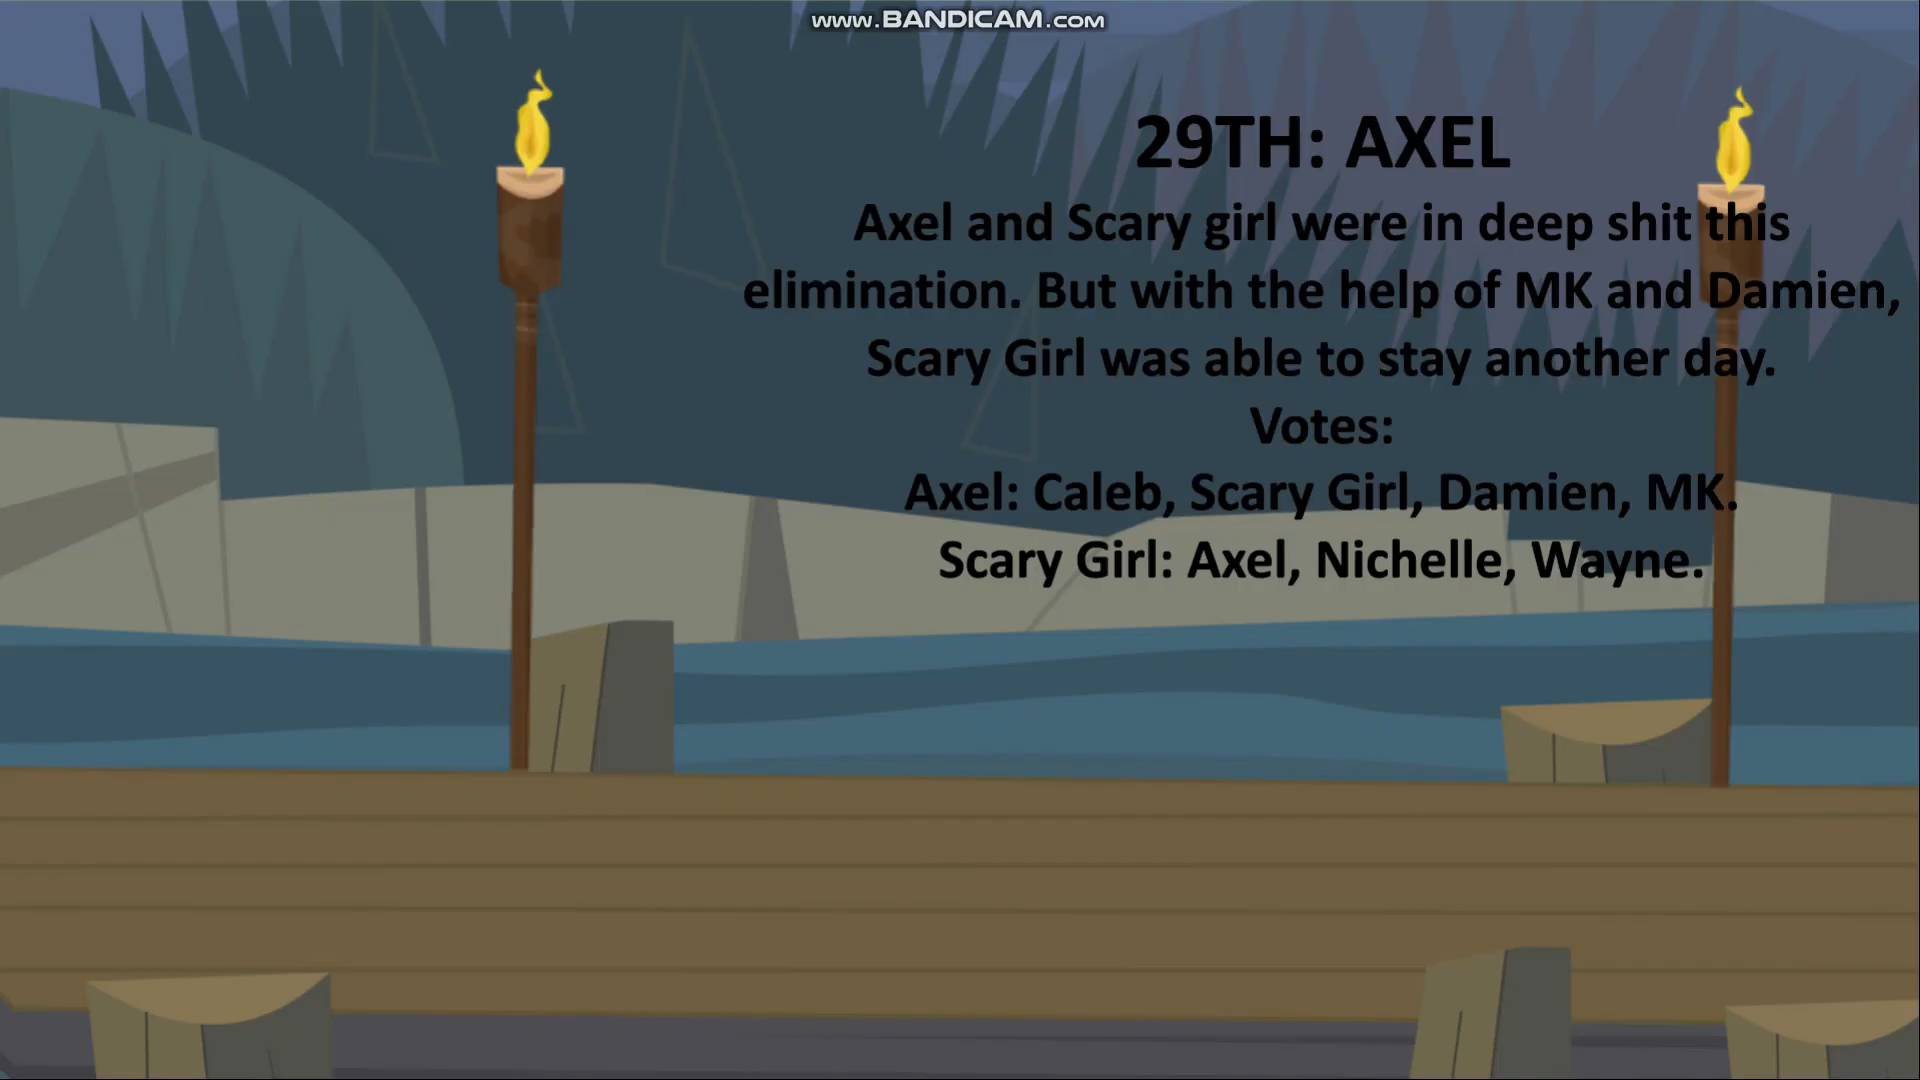 www.BANDICAM.com
29TH: AXEL
Axel and Scary girl were in deep shit this
elimination. But with the help of MK and Damien,
Scary Girl was able to stay another day.
Votes:
Axel: Caleb, Scary Girl, Damien, MK.
Scary Girl: Axel, Nichelle, Wayne.